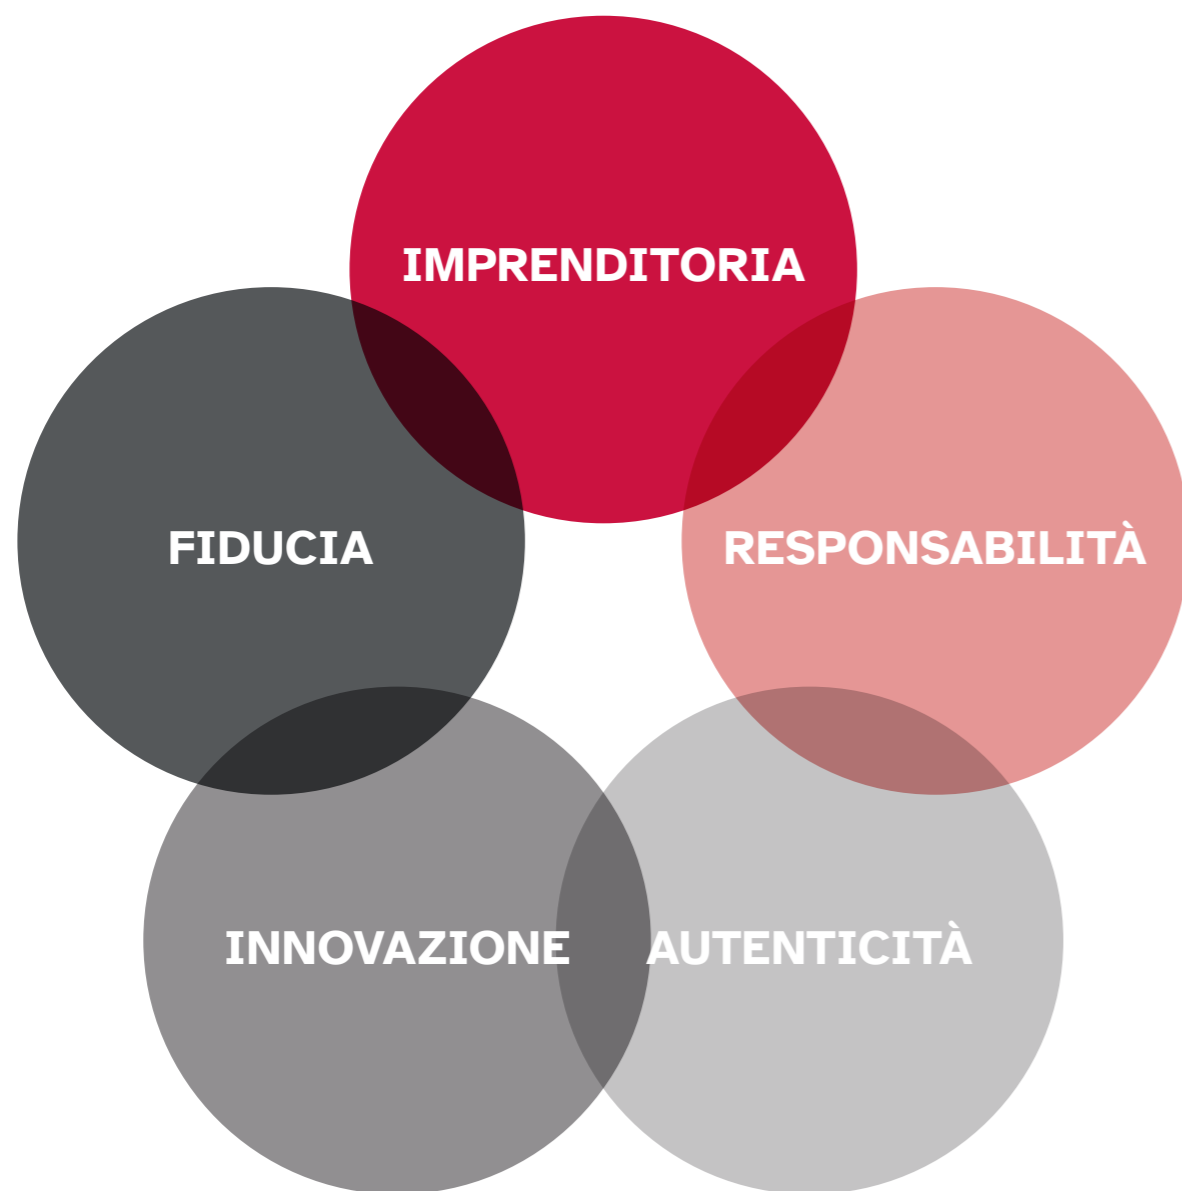 IMPRENDITORIA
FIDUCIA
RESPONSABILITÀ
INNOVAZIONE
AUTENTICITÀ